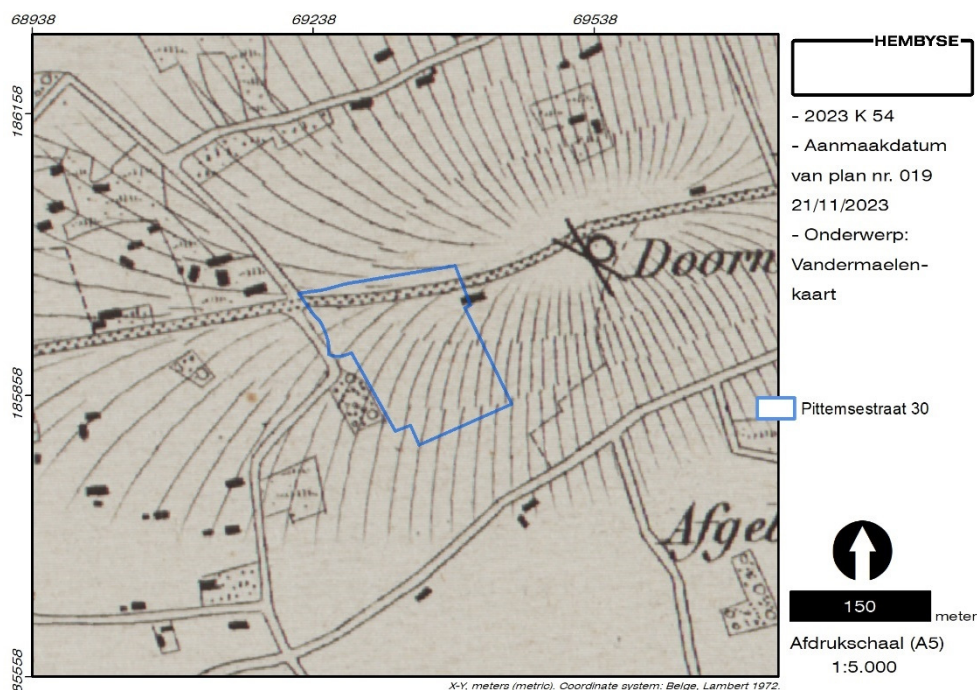 68938
69238
69538
186158
185858
85558
HEMBYSE
- 2023 K 54
- Aanmaakdatum
van plan nr. 019
21/11/2023
- Onderwerp:
Vandermaelen-
kaart
Doorn
Pittemsestraat 30
Afgel
150
meter
Afdrukschaal (A5)
1:5.000
X-Y, meters (metric). Coordinate system: Belge, Lambert 1972.